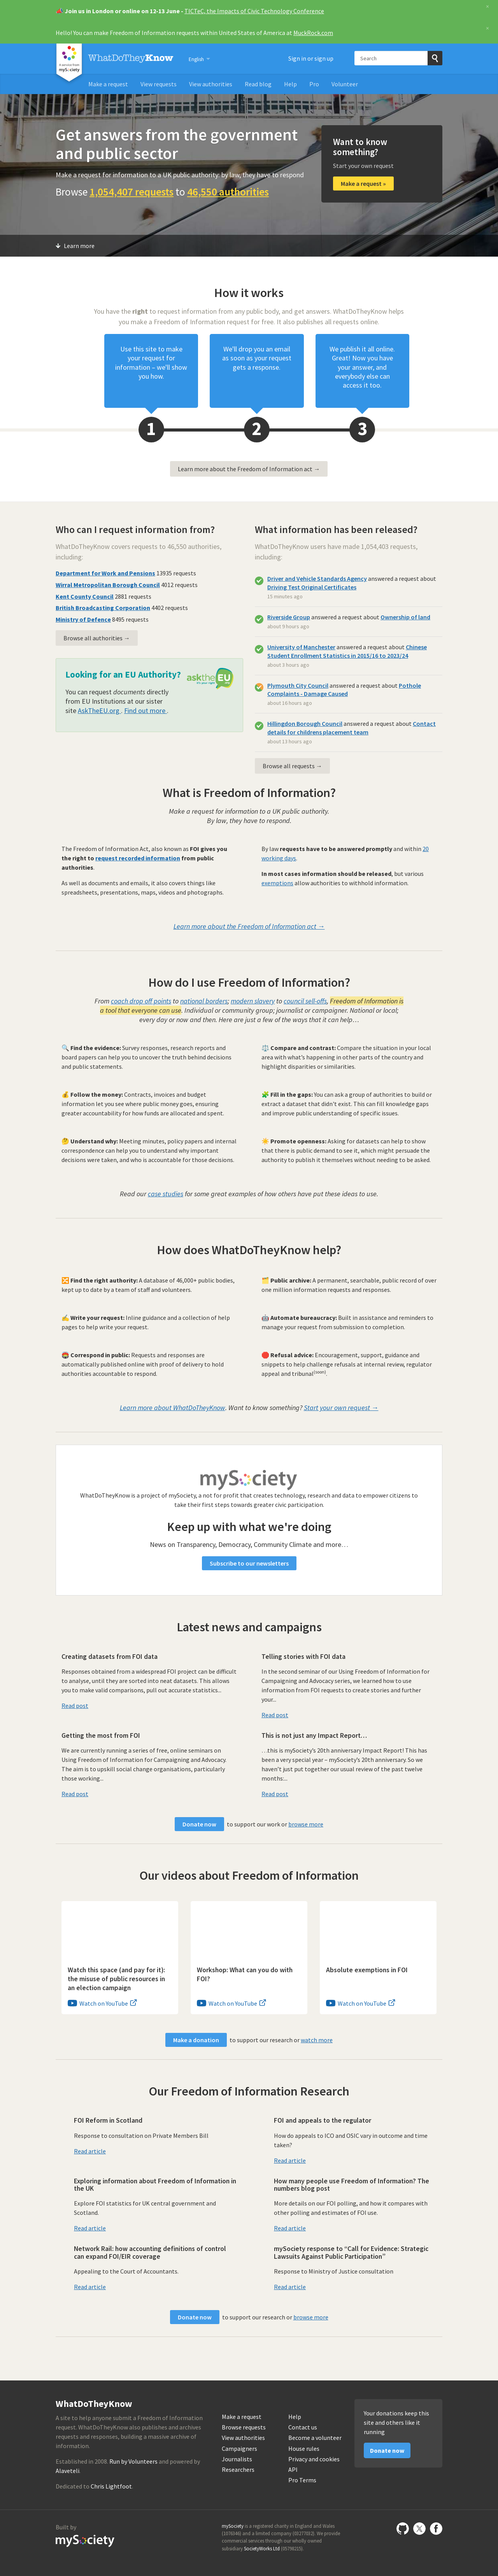 📣 Join us in London or online on 12-13 June - TICTeC, the Impacts of Civic Technology Conference
Hello! You can make Freedom of Information requests within United States of America at MuckRock.com
mySociety
WhatDoTheyKnow
English
Sign in or sign up
Search
Make a request
View requests
View authorities
Read blog
Help
Pro
Volunteer
Get answers from the government and public sector
Make a request for information to a UK public authority: by law, they have to respond
Browse 1,054,407 requests to 46,550 authorities
Want to know something?
Start your own request
Make a request »
Learn more
How it works
You have the right to request information from any public body, and get answers. WhatDoTheyKnow helps
you make a Freedom of Information request for free. It also publishes all requests online.
Use this site to make
your request for
information – we'll show
you how.
We'll drop you an email
as soon as your request
gets a response.
We publish it all online.
Great! Now you have
your answer, and
everybody else can
access it too.
1
2
3
Learn more about the Freedom of Information act →
Who can I request information from?
WhatDoTheyKnow covers requests to 46,550 authorities,
including:
Department for Work and Pensions 13935 requests
Wirral Metropolitan Borough Council 4012 requests
Kent County Council 2881 requests
British Broadcasting Corporation 4402 requests
Ministry of Defence 8495 requests
Browse all authorities →
Looking for an EU Authority?
asktheEU
You can request documents directly
from EU Institutions at our sister
site AskTheEU.org . Find out more .
What information has been released?
WhatDoTheyKnow users have made 1,054,403 requests,
including:
Driver and Vehicle Standards Agency answered a request about
Driving Test Original Certificates
15 minutes ago
Riverside Group answered a request about Ownership of land
about 9 hours ago
University of Manchester answered a request about Chinese
Student Enrollment Statistics in 2015/16 to 2023/24
about 3 hours ago
Plymouth City Council answered a request about Pothole
Complaints - Damage Caused
about 16 hours ago
Hillingdon Borough Council answered a request about Contact
details for childrens placement team
about 13 hours ago
Browse all requests →
What is Freedom of Information?
Make a request for information to a UK public authority.
By law, they have to respond.
The Freedom of Information Act, also known as FOI gives you
the right to request recorded information from public
authorities.
As well as documents and emails, it also covers things like
spreadsheets, presentations, maps, videos and photographs.
By law requests have to be answered promptly and within 20
working days.
In most cases information should be released, but various
exemptions allow authorities to withhold information.
Learn more about the Freedom of Information act →
How do I use Freedom of Information?
From coach drop off points to national borders; modern slavery to council sell-offs, Freedom of Information is
a tool that everyone can use. Individual or community group; journalist or campaigner. National or local;
every day or now and then. Here are just a few of the ways that it can help…
🔍 Find the evidence: Survey responses, research reports and
board papers can help you to uncover the truth behind decisions
and public statements.
⚖️ Compare and contrast: Compare the situation in your local
area with what's happening in other parts of the country and
highlight disparities or similarities.
💰 Follow the money: Contracts, invoices and budget
information let you see where public money goes, ensuring
greater accountability for how funds are allocated and spent.
🧩 Fill in the gaps: You can ask a group of authorities to build or
extract a dataset that didn't exist. This can fill knowledge gaps
and improve public understanding of specific issues.
🤔 Understand why: Meeting minutes, policy papers and internal
correspondence can help you to understand why important
decisions were taken, and who is accountable for those decisions.
☀️ Promote openness: Asking for datasets can help to show
that there is public demand to see it, which might persuade the
authority to publish it themselves without needing to be asked.
Read our case studies for some great examples of how others have put these ideas to use.
How does WhatDoTheyKnow help?
🔀 Find the right authority: A database of 46,000+ public bodies,
kept up to date by a team of staff and volunteers.
🗂️ Public archive: A permanent, searchable, public record of over
one million information requests and responses.
✍️ Write your request: Inline guidance and a collection of help
pages to help write your request.
🤖 Automate bureaucracy: Built in assistance and reminders to
manage your request from submission to completion.
📮 Correspond in public: Requests and responses are
automatically published online with proof of delivery to hold
authorities accountable to respond.
🛑 Refusal advice: Encouragement, support, guidance and
snippets to help challenge refusals at internal review, regulator
appeal and tribunal(soon).
Learn more about WhatDoTheyKnow. Want to know something? Start your own request →
mySociety
WhatDoTheyKnow is a project of mySociety, a not for profit that creates technology, research and data to empower citizens to
take their first steps towards greater civic participation.
Keep up with what we're doing
News on Transparency, Democracy, Community Climate and more…
Subscribe to our newsletters
Latest news and campaigns
Creating datasets from FOI data
Responses obtained from a widespread FOI project can be difficult
to analyse, until they are sorted into neat datasets. This allows
you to make valid comparisons, pull out accurate statistics...
Read post
Telling stories with FOI data
In the second seminar of our Using Freedom of Information for
Campaigning and Advocacy series, we learned how to use
information from FOI requests to create stories and further
your...
Read post
Getting the most from FOI
We are currently running a series of free, online seminars on
Using Freedom of Information for Campaigning and Advocacy.
The aim is to upskill social change organisations, particularly
those working...
Read post
This is not just any Impact Report…
…this is mySociety's 20th anniversary Impact Report! This has
been a very special year – mySociety's 20th anniversary. So we
haven't just put together our usual review of the past twelve
months:...
Read post
Donate now to support our work or browse more
Our videos about Freedom of Information
Watch this space (and pay for it):
the misuse of public resources in
an election campaign
Watch on YouTube
Workshop: What can you do with
FOI?
Watch on YouTube
Absolute exemptions in FOI
Watch on YouTube
Make a donation to support our research or watch more
Our Freedom of Information Research
FOI Reform in Scotland
Response to consultation on Private Members Bill
Read article
FOI and appeals to the regulator
How do appeals to ICO and OSIC vary in outcome and time
taken?
Read article
Exploring information about Freedom of Information in
the UK
Explore FOI statistics for UK central government and
Scotland.
Read article
How many people use Freedom of Information? The
numbers blog post
More details on our FOI polling, and how it compares with
other polling and estimates of FOI use.
Read article
Network Rail: how accounting definitions of control
can expand FOI/EIR coverage
Appealing to the Court of Accountants.
Read article
mySociety response to “Call for Evidence: Strategic
Lawsuits Against Public Participation”
Response to Ministry of Justice consultation
Read article
Donate now to support our research or browse more
WhatDoTheyKnow
A site to help anyone submit a Freedom of Information
request. WhatDoTheyKnow also publishes and archives
requests and responses, building a massive archive of
information.
Established in 2008. Run by Volunteers and powered by
Alaveteli.
Dedicated to Chris Lightfoot.
Make a request
Browse requests
View authorities
Campaigners
Journalists
Researchers
Help
Contact us
Become a volunteer
House rules
Privacy and cookies
API
Pro Terms
Your donations keep this
site and others like it
running
Donate now
Built by
mySociety
mySociety is a registered charity in England and Wales
(1076346) and a limited company (03277032). We provide
commercial services through our wholly owned
subsidiary SocietyWorks Ltd (05798215).